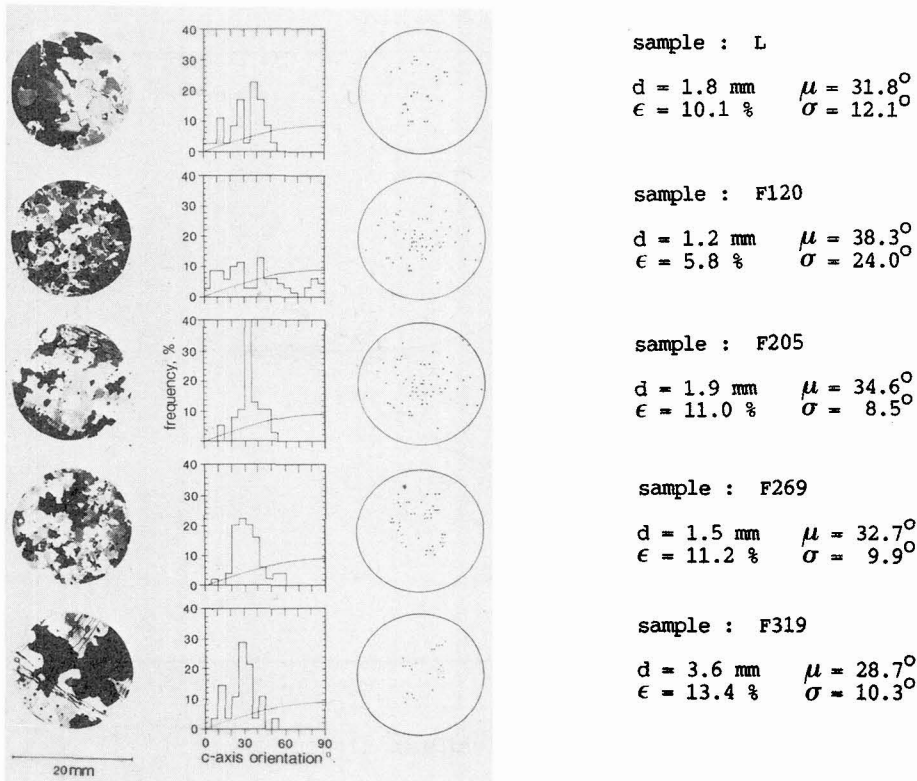 40
30
20
10
0
sample : L
d = 1.8 mm μ = 31.8°
ϵ = 10.1 % σ = 12.1°
40
30
20
10
0
sample : F120
d = 1.2 mm μ = 38.3°
ϵ = 5.8 % σ = 24.0°
40
30
20
10
frequency, %.
sample : F205
d = 1.9 mm μ = 34.6°
ϵ = 11.0 % σ = 8.5°
40
30
20
10
0
sample : F269
d = 1.5 mm μ = 32.7°
ϵ = 11.2 % σ = 9.9°
40
30
20
10
0
0 30 60 90
c-axis orientation°.
sample : F319
d = 3.6 mm μ = 28.7°
ϵ = 13.4 % σ = 10.3°
20mm